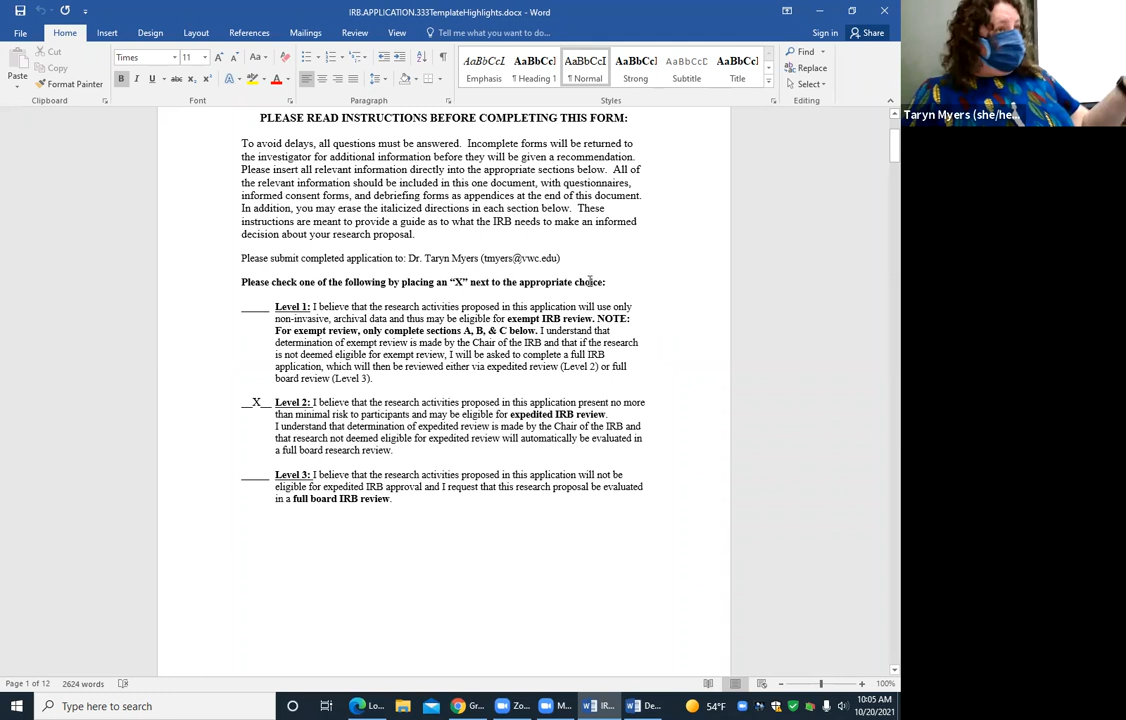 IRB.APPLICATION.333TemplateHighlights.docx - Word
File Home Insert Design Layout References Mailings Review View Tell me what you want to do... Sign in Share
Paste Cut Copy Format Painter
Times 11 Aa
B I U abc X₂ X² A
AaBbCcL AaBbCc AaBbCcI AaBbCc AaBbCcD AaBbCc
Emphasis ¶ Heading 1 ¶ Normal Strong Subtitle Title
Find Replace Select
Clipboard Font Paragraph Styles Editing
Taryn Myers (she/he...
PLEASE READ INSTRUCTIONS BEFORE COMPLETING THIS FORM:
To avoid delays, all questions must be answered. Incomplete forms will be returned to
the investigator for additional information before they will be given a recommendation.
Please insert all relevant information directly into the appropriate sections below. All of
the relevant information should be included in this one document, with questionnaires,
informed consent forms, and debriefing forms as appendices at the end of this document.
In addition, you may erase the italicized directions in each section below. These
instructions are meant to provide a guide as to what the IRB needs to make an informed
decision about your research proposal.
Please submit completed application to: Dr. Taryn Myers (tmyers@vwc.edu)
Please check one of the following by placing an “X” next to the appropriate choice:
_____ Level 1: I believe that the research activities proposed in this application will use only
non-invasive, archival data and thus may be eligible for exempt IRB review. NOTE:
For exempt review, only complete sections A, B, & C below. I understand that
determination of exempt review is made by the Chair of the IRB and that if the research
is not deemed eligible for exempt review, I will be asked to complete a full IRB
application, which will then be reviewed either via expedited review (Level 2) or full
board review (Level 3).
__X__ Level 2: I believe that the research activities proposed in this application present no more
than minimal risk to participants and may be eligible for expedited IRB review.
I understand that determination of expedited review is made by the Chair of the IRB and
that research not deemed eligible for expedited review will automatically be evaluated in
a full board research review.
_____ Level 3: I believe that the research activities proposed in this application will not be
eligible for expedited IRB approval and I request that this research proposal be evaluated
in a full board IRB review.
Page 1 of 12 2624 words 100%
Type here to search Lo... Gr... Zo... M... IR... De... 54°F 10:05 AM
10/20/2021